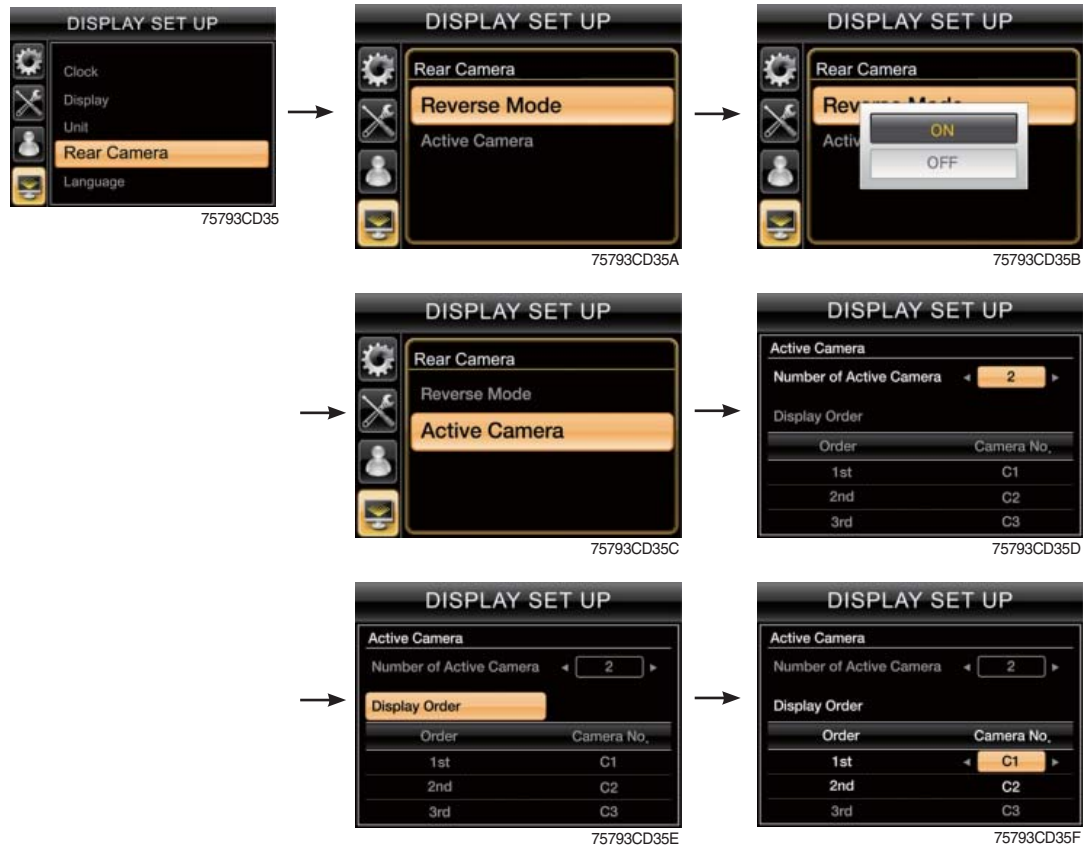 DISPLAY SET UP
Clock
Display
Unit
Rear Camera
Language
75793CD35
DISPLAY SET UP
Rear Camera
Reverse Mode
Active Camera
75793CD35A
DISPLAY SET UP
Rear Camera
Rev
Activ
ON
OFF
75793CD35B
DISPLAY SET UP
Rear Camera
Reverse Mode
Active Camera
75793CD35C
DISPLAY SET UP
Active Camera
Number of Active Camera ◄ 2 ►
Display Order
Order Camera No.
1st C1
2nd C2
3rd C3
75793CD35D
DISPLAY SET UP
Active Camera
Number of Active Camera ◄ 2 ►
Display Order
Order Camera No.
1st C1
2nd C2
3rd C3
75793CD35E
DISPLAY SET UP
Active Camera
Number of Active Camera ◄ 2 ►
Display Order
Order Camera No.
1st ◄ C1 ►
2nd C2
3rd C3
75793CD35F